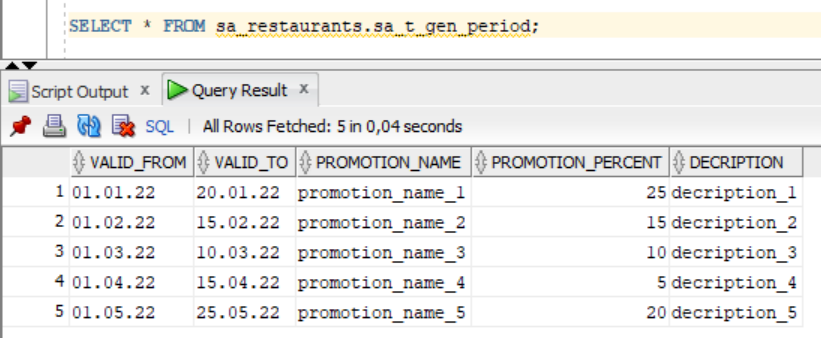 SELECT * FROM sa_restaurants.sa_t_gen_period;
Script Output x Query Result x
SQL | All Rows Fetched: 5 in 0,04 seconds
VALID_FROM VALID_TO PROMOTION_NAME PROMOTION_PERCENT DECRIPTION
1 01.01.22 20.01.22 promotion_name_1 25 decription_1
2 01.02.22 15.02.22 promotion_name_2 15 decription_2
3 01.03.22 10.03.22 promotion_name_3 10 decription_3
4 01.04.22 15.04.22 promotion_name_4 5 decription_4
5 01.05.22 25.05.22 promotion_name_5 20 decription_5